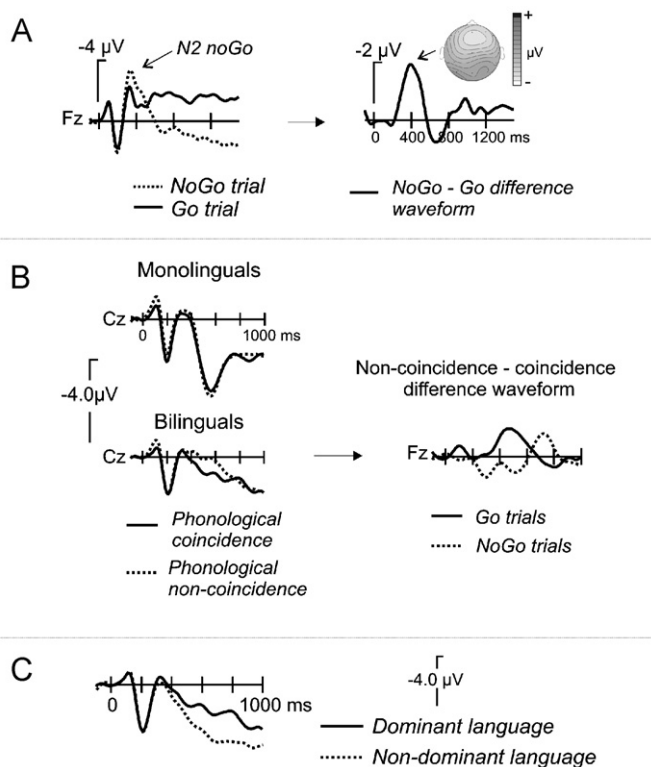 A
-4 µV
N2 noGo
Fz
NoGo trial
Go trial
-2 µV
+
µV
-
0 400 800 1200 ms
NoGo - Go difference
waveform
B
Monolinguals
Cz
0 1000 ms
-4.0µV
Bilinguals
Cz
Phonological
coincidence
Phonological
non-coincidence
Non-coincidence - coincidence
difference waveform
Fz
Go trials
NoGo trials
C
0 1000 ms
-4.0 µV
Dominant language
Non-dominant language